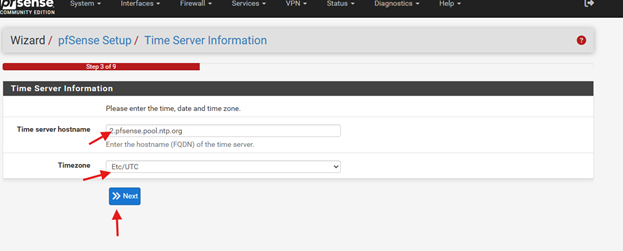 pfsense System Interfaces Firewall Services VPN Status Diagnostics Help
COMMUNITY EDITION
Wizard / pfSense Setup / Time Server Information
Step 3 of 9
Time Server Information
Please enter the time, date and time zone.
Time server hostname 2.pfsense.pool.ntp.org
Enter the hostname (FQDN) of the time server.
Timezone Etc/UTC
Next